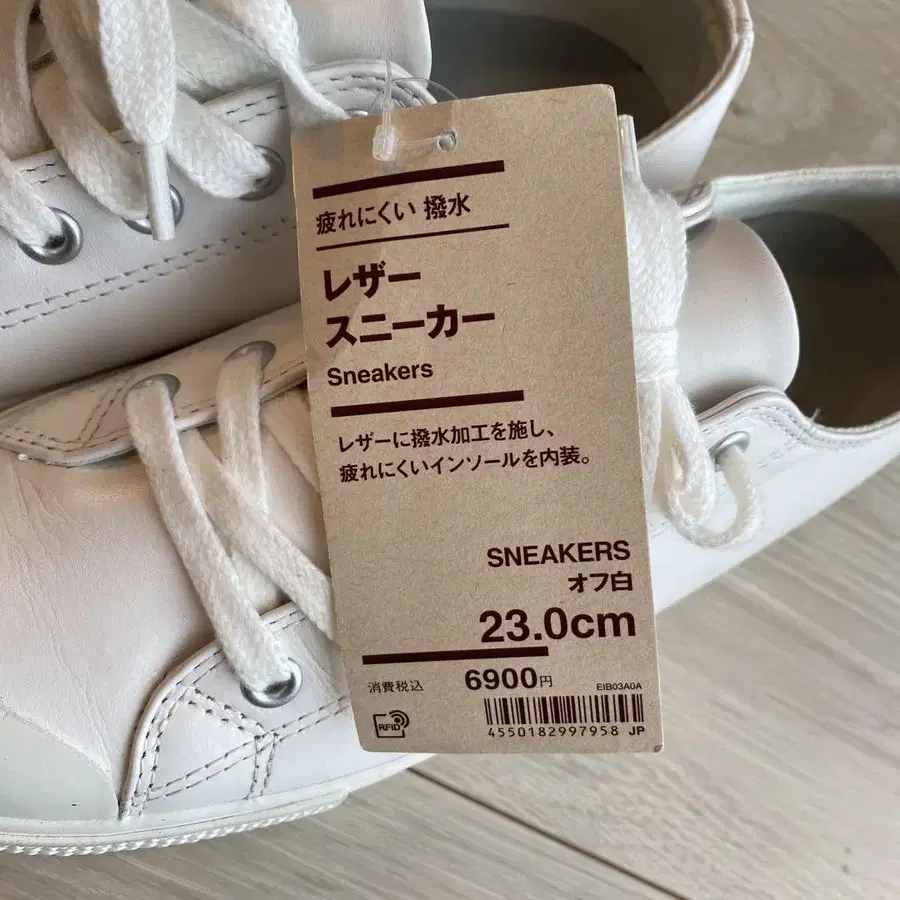 疲れにくい 撥水
レザー
スニーカー
Sneakers
レザーに撥水加工を施し、
疲れにくいインソールを内装。
SNEAKERS
オフ白
23.0cm
消費税込 6900円
EIB03A0A
RFID
4550182997958 JP